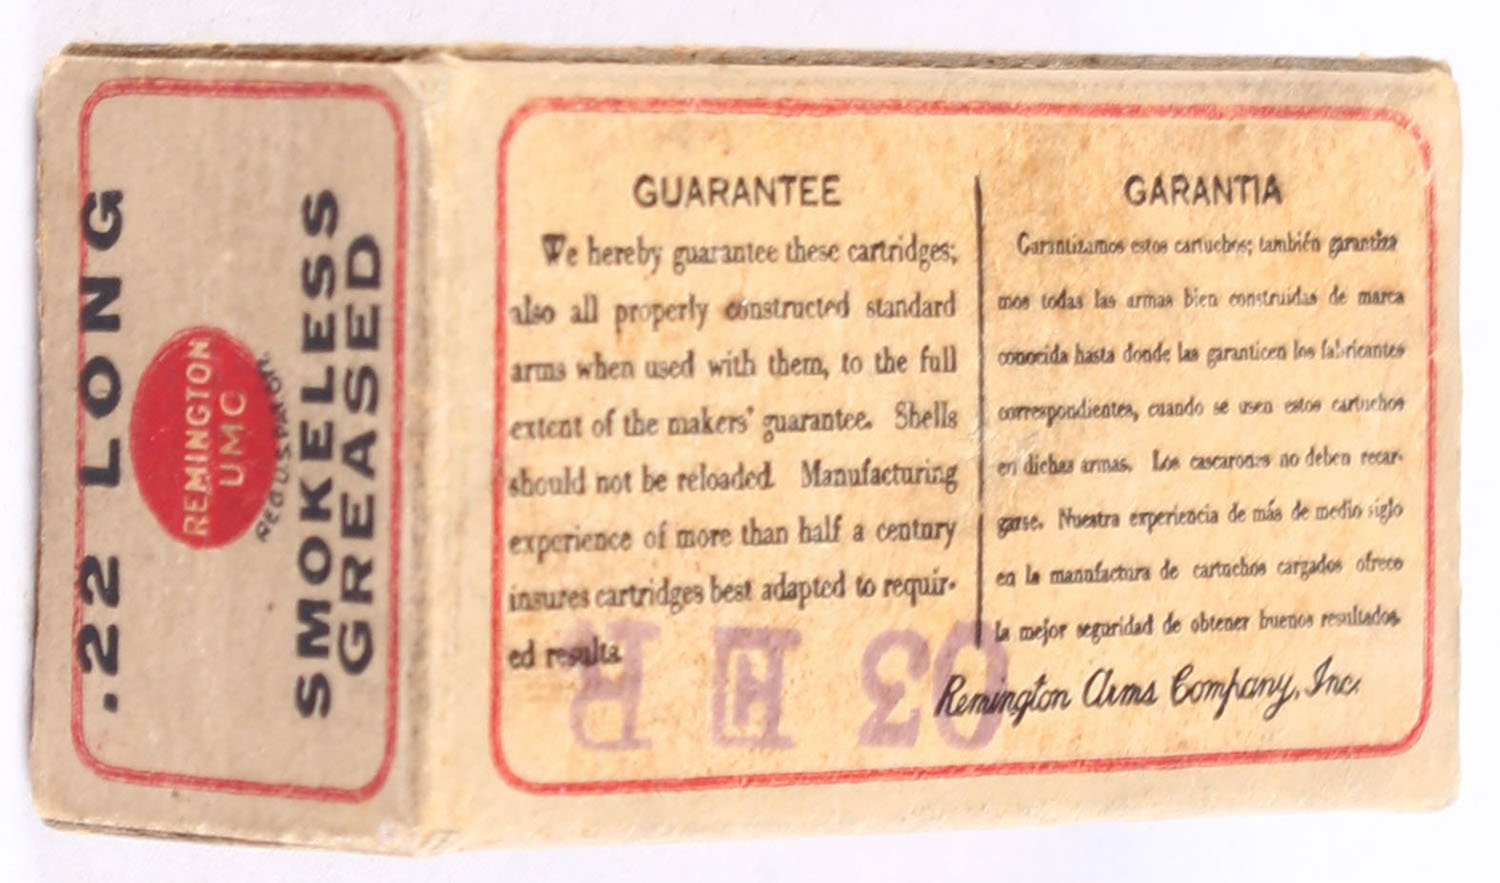 .22 LONG
REMINGTON
UMC
REG. U.S. PAT. OFF.
SMOKELESS
GREASED
GUARANTEE
We hereby guarantee these cartridges;
also all properly constructed standard
arms when used with them, to the full
extent of the makers' guarantee. Shells
should not be reloaded. Manufacturing
experience of more than half a century
insures cartridges best adapted to requir-
ed results.
GARANTIA
Garantizamos estos cartuchos; también garantiza
mos todas las armas bien construidas de marca
conocida hasta donde las garanticen los fabricantes
correspondientes, cuando se usen estos cartuchos
en dichas armas. Los cascarones no deben recar-
garse. Nuestra experiencia de más de medio siglo
en la manufactura de cartuchos cargados ofrece
la mejor seguridad de obtener buenos resultados.
Remington Arms Company, Inc.